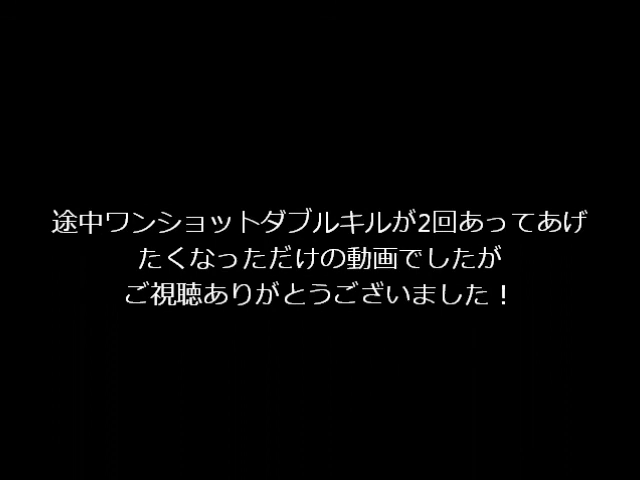 途中ワンショットダブルキルが2回あってあげ
たくなっただけの動画でしたが
ご視聴ありがとうございました！